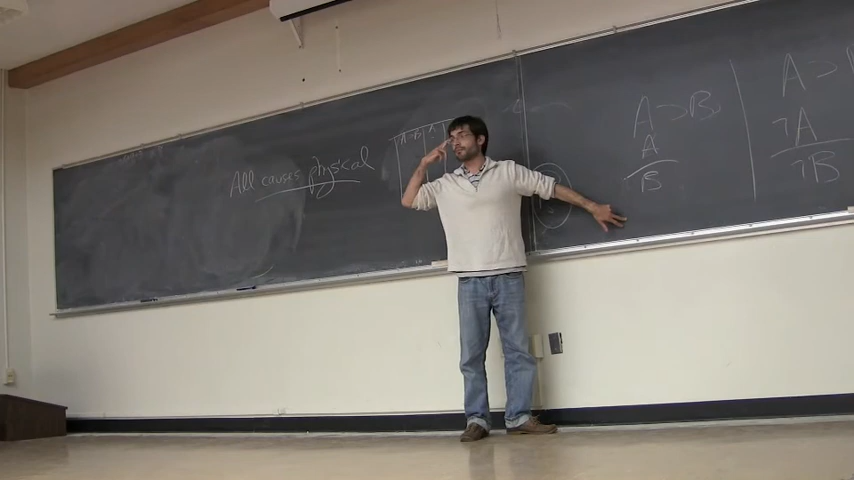 All causes physical
A ⊃ B
A
B
A ⊃ B
¬A
¬B